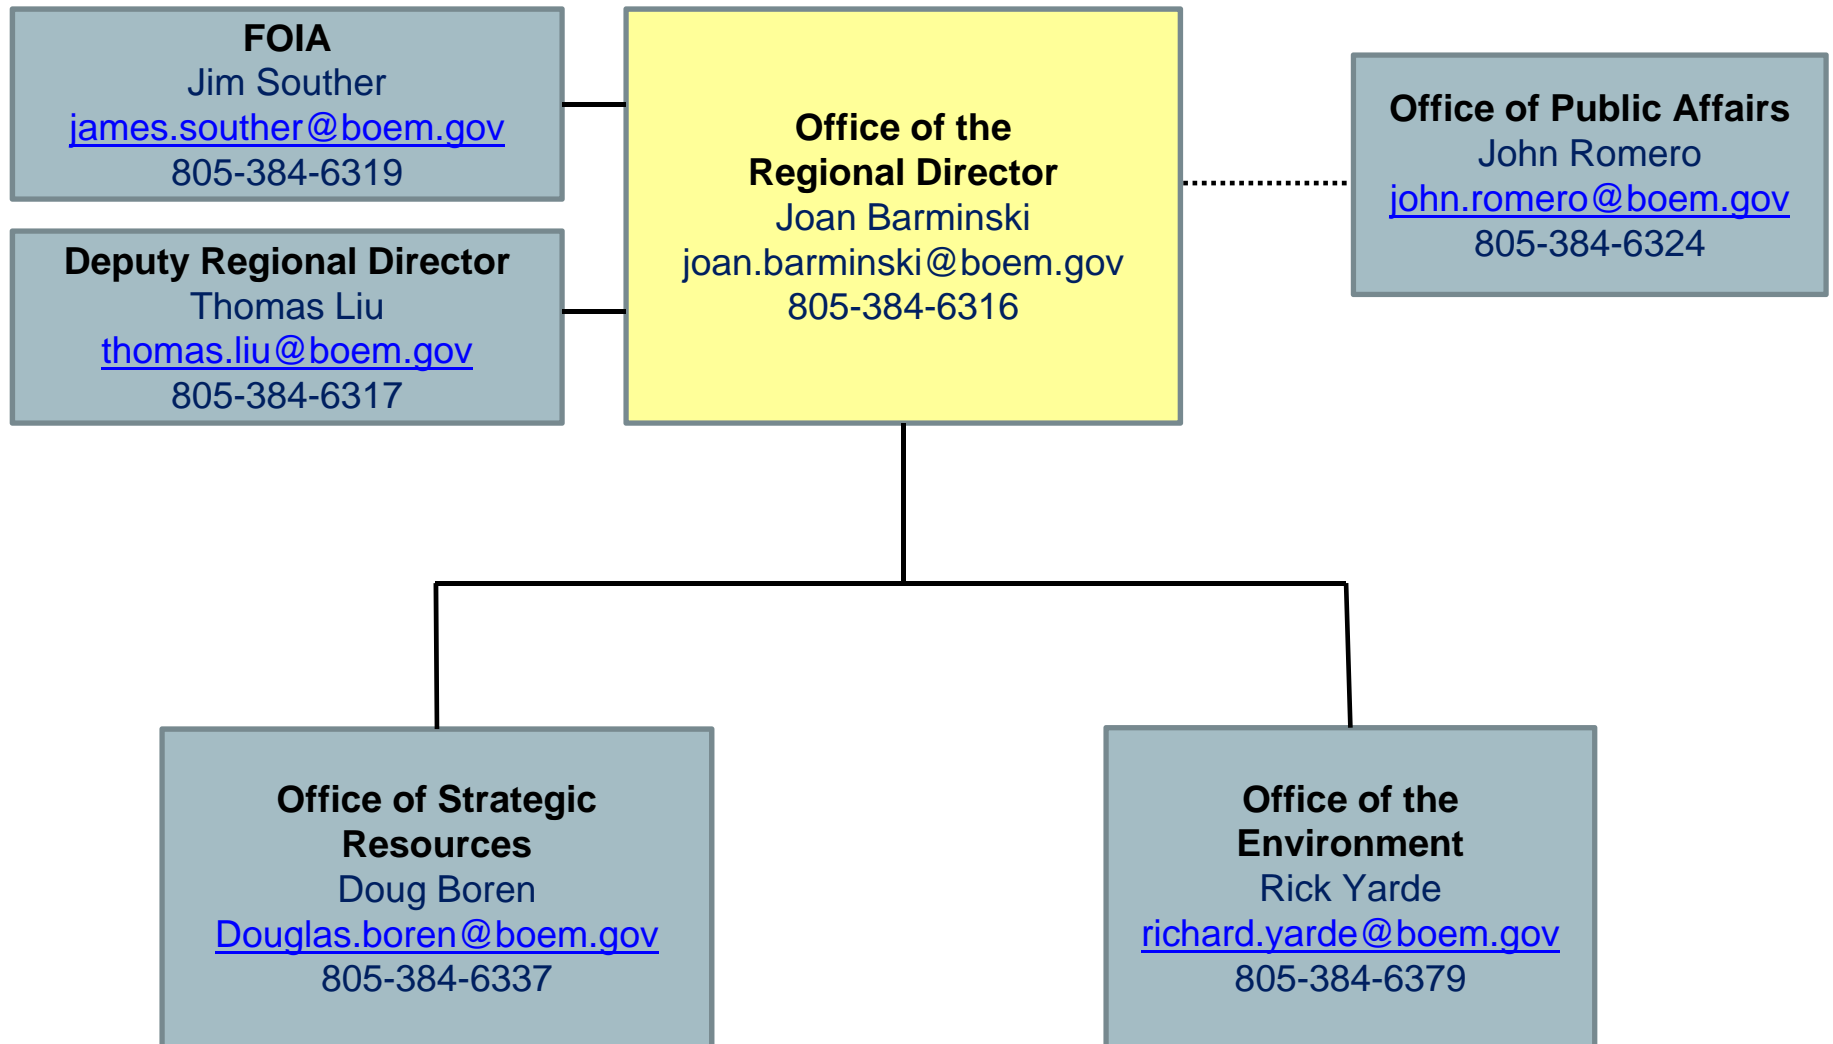 FOIA
Jim Souther
james.souther@boem.gov
805-384-6319
Deputy Regional Director
Thomas Liu
thomas.liu@boem.gov
805-384-6317
Office of the
Regional Director
Joan Barminski
joan.barminski@boem.gov
805-384-6316
Office of Public Affairs
John Romero
john.romero@boem.gov
805-384-6324
Office of Strategic
Resources
Doug Boren
Douglas.boren@boem.gov
805-384-6337
Office of the
Environment
Rick Yarde
richard.yarde@boem.gov
805-384-6379